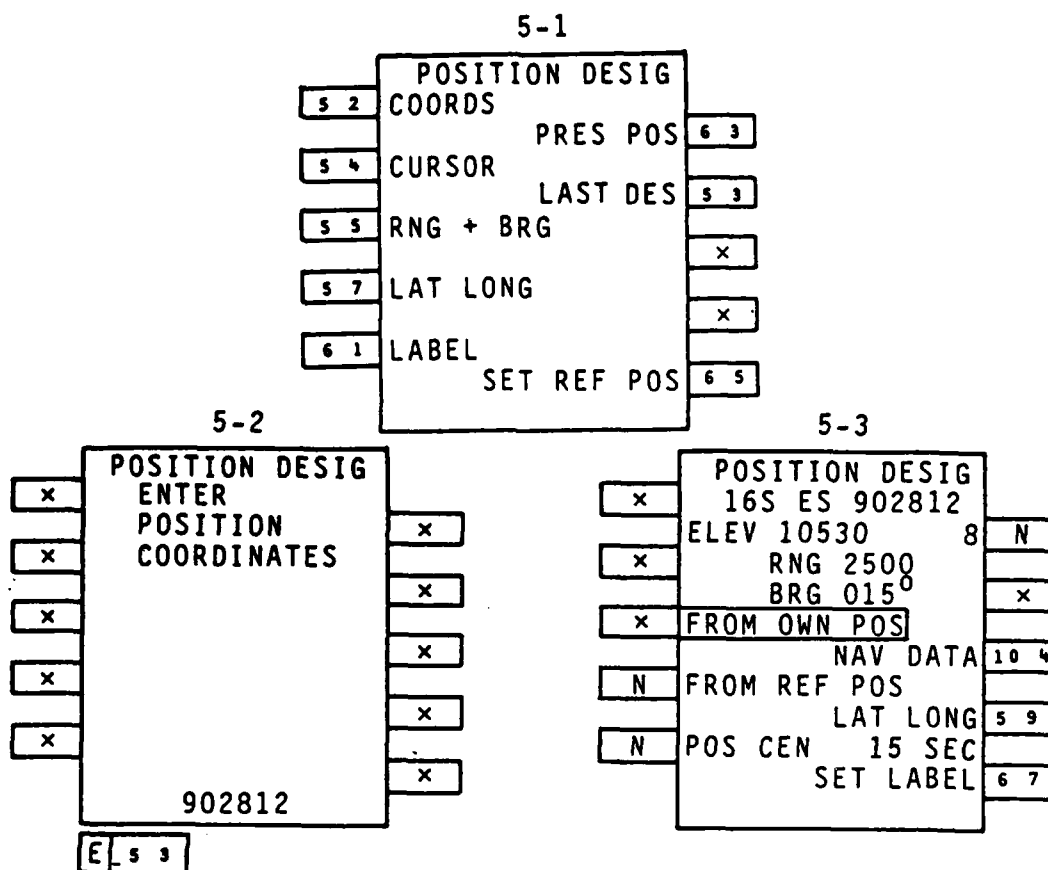 5-1
POSITION DESIG
5 2 COORDS
PRES POS 6 3
5 4 CURSOR
LAST DES 5 3
5 5 RNG + BRG
×
5 7 LAT LONG
×
6 1 LABEL
SET REF POS 6 5
5-2
POSITION DESIG
× ENTER
POSITION ×
× COORDINATES
×
×
×
×
×
×
×
902812
E 5 3
5-3
POSITION DESIG
× 16S ES 902812
ELEV 10530 8 N
× RNG 2500
BRG 015° ×
× FROM OWN POS
NAV DATA 10 4
N FROM REF POS
LAT LONG 5 9
N POS CEN 15 SEC
SET LABEL 6 7